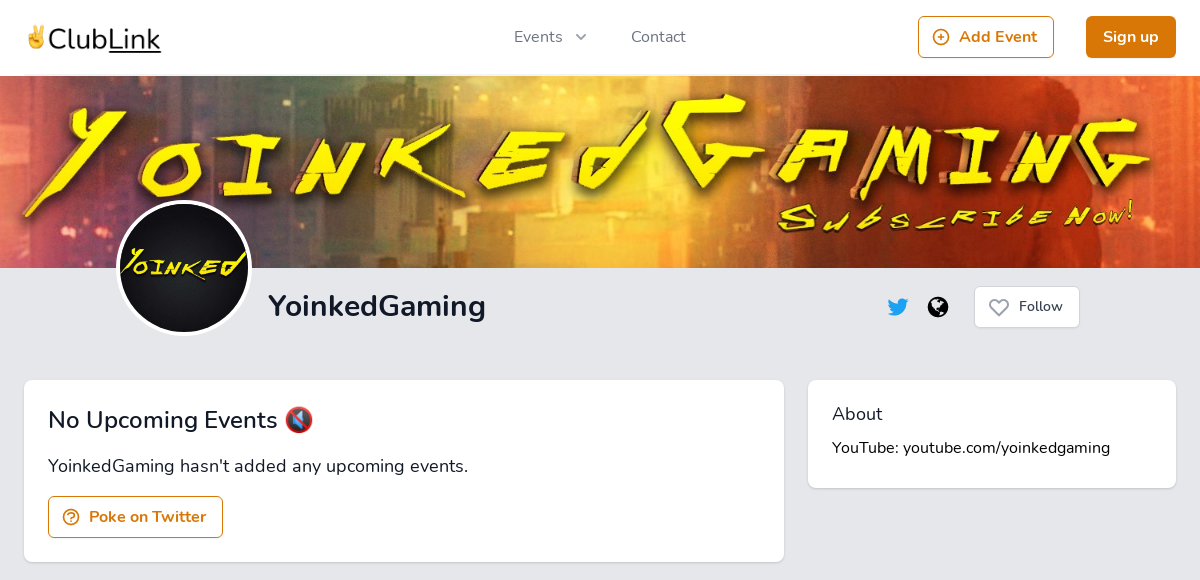 ClubLink
Events
Contact
Add Event
Sign up
YoinkedGaming
Subscribe Now!
Yoinked
YoinkedGaming
Follow
No Upcoming Events
YoinkedGaming hasn't added any upcoming events.
Poke on Twitter
About
YouTube: youtube.com/yoinkedgaming